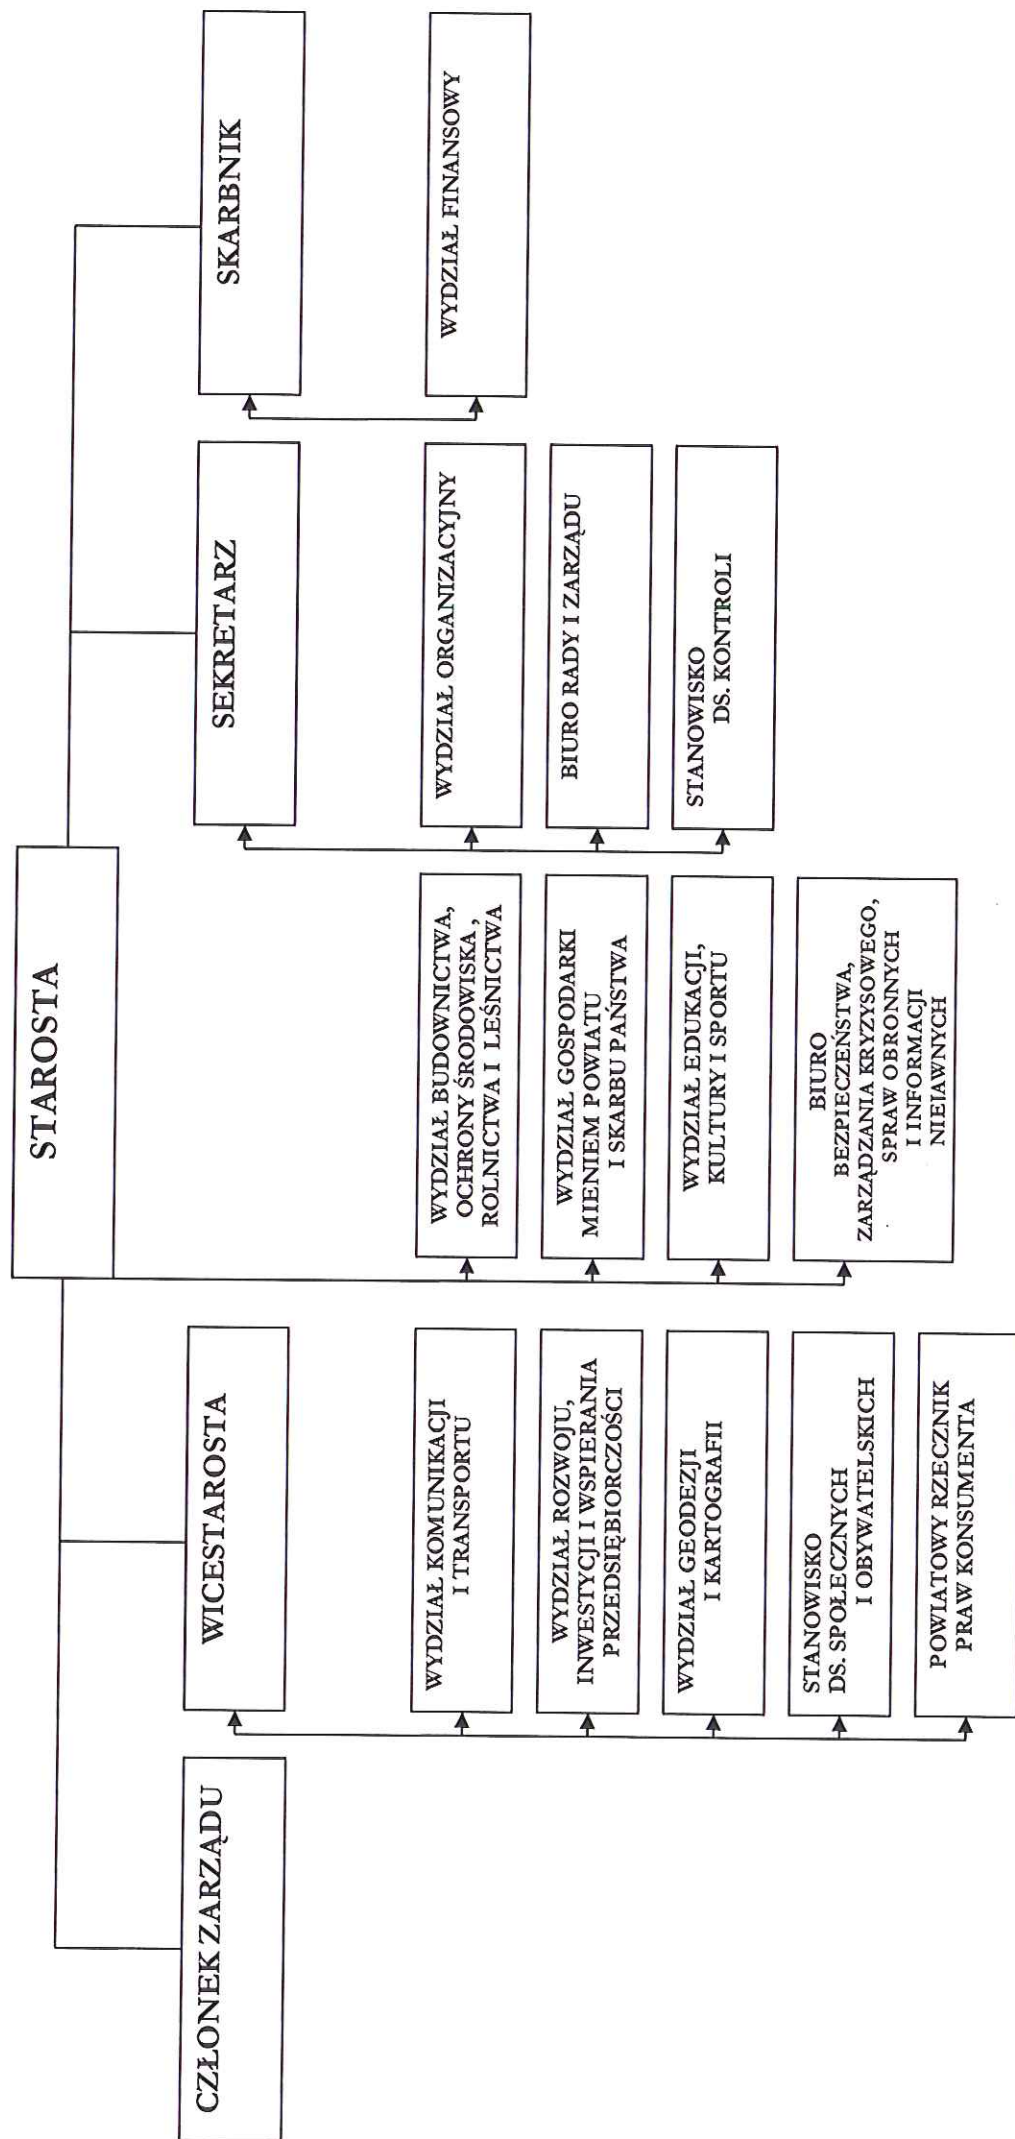 STAROSTA
CZŁONEK ZARZĄDU
WICESTAROSTA
SEKRETARZ
SKARBNIK
WYDZIAŁ KOMUNIKACJI
I TRANSPORTU
WYDZIAŁ ROZWOJU,
INWESTYCJI I WSPIERANIA
PRZEDSIĘBIORCZOŚCI
WYDZIAŁ GEODEZJI
I KARTOGRAFII
STANOWISKO
DS. SPOŁECZNYCH
I OBYWATELSKICH
POWIATOWY RZECZNIK
PRAW KONSUMENTA
WYDZIAŁ BUDOWNICTWA,
OCHRONY ŚRODOWISKA ,
ROLNICTWA I LEŚNICTWA
WYDZIAŁ GOSPODARKI
MIENIEM POWIATU
I SKARBU PAŃSTWA
WYDZIAŁ EDUKACJI,
KULTURY I SPORTU
BIURO
BEZPIECZEŃSTWA,
ZARZĄDZANIA KRYZYSOWEGO,
SPRAW OBRONNYCH
I INFORMACJI
NIEJAWNYCH
WYDZIAŁ ORGANIZACYJNY
BIURO RADY I ZARZĄDU
STANOWISKO
DS. KONTROLI
WYDZIAŁ FINANSOWY